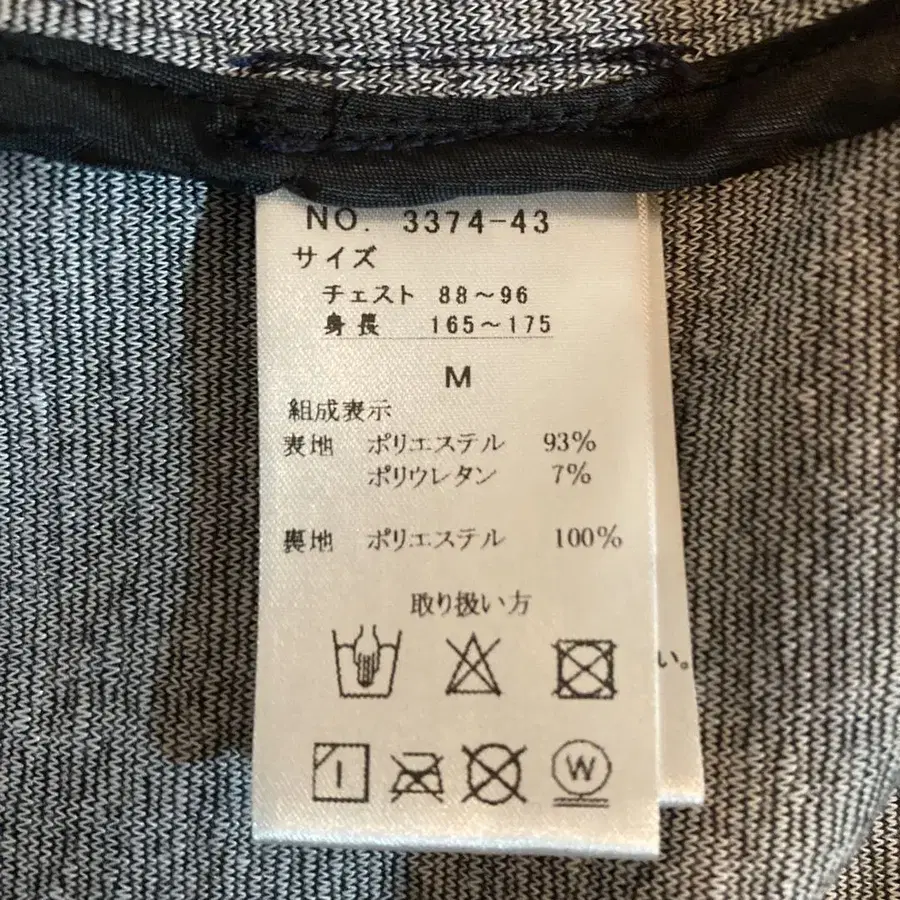 NO. 3374-43
サイズ
チェスト 88～96
身長 165～175
M
組成表示
表地 ポリエステル 93%
ポリウレタン 7%
裏地 ポリエステル 100%
取り扱い方
い。
W